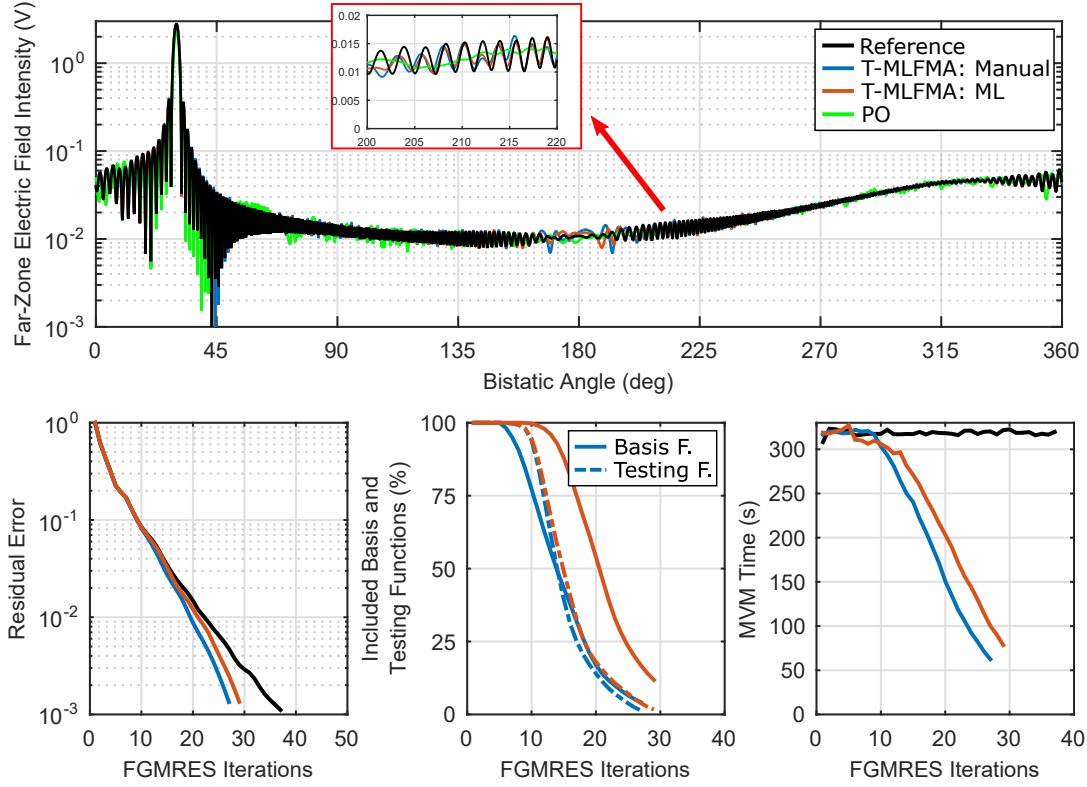 Far-Zone Electric Field Intensity (V)
10^0
10^-1
10^-2
10^-3
0 45 90 135 180 225 270 315 360
Bistatic Angle (deg)
0.02
0.015
0.01
0.005
0
200 205 210 215 220
Reference
T-MLFMA: Manual
T-MLFMA: ML
PO
Residual Error
10^0
10^-1
10^-2
10^-3
0 10 20 30 40 50
FGMRES Iterations
Included Basis and
Testing Functions (%)
100
75
50
25
0
0 10 20 30 40
FGMRES Iterations
Basis F.
Testing F.
MVM Time (s)
300
250
200
150
100
50
0
0 10 20 30 40
FGMRES Iterations